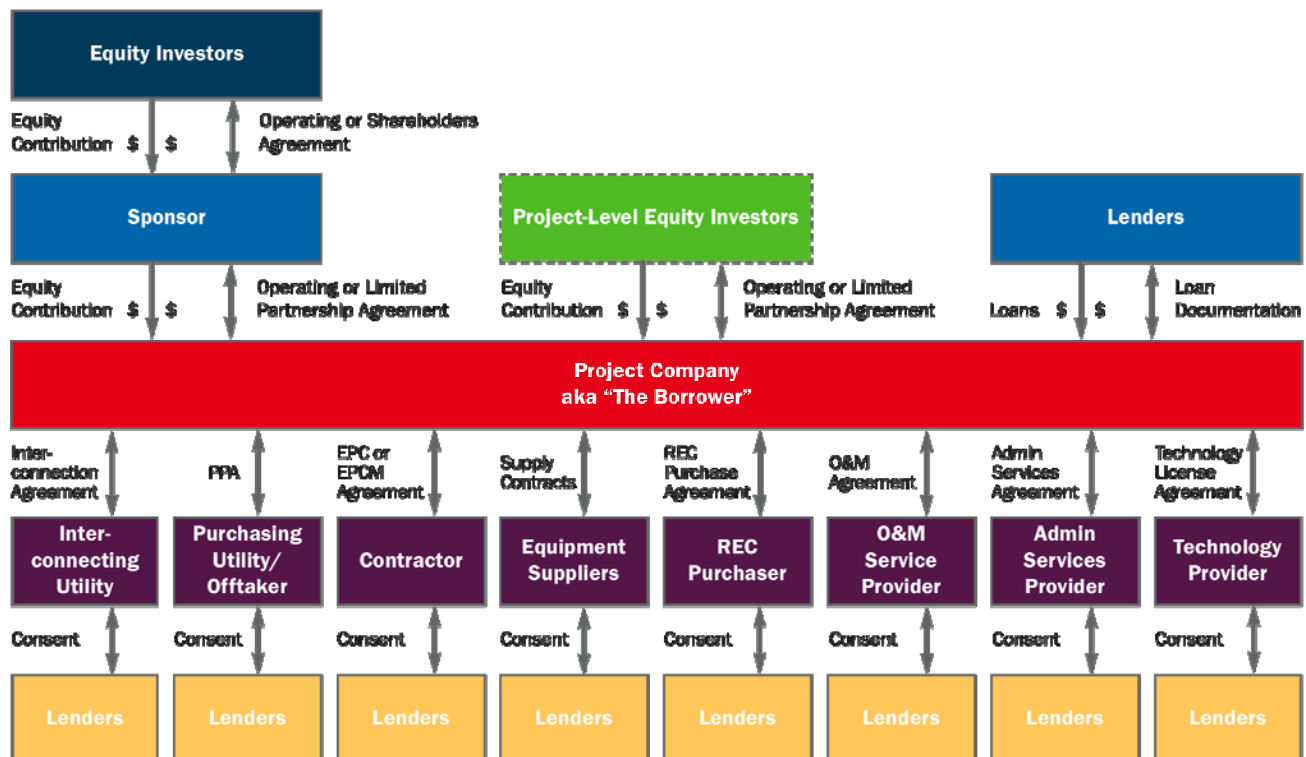 Equity Investors
Equity
Contribution $ $
Operating or Shareholders
Agreement
Sponsor
Project-Level Equity Investors
Lenders
Equity
Contribution $ $
Operating or Limited
Partnership Agreement
Equity
Contribution $ $
Operating or Limited
Partnership Agreement
Loans $ $
Loan
Documentation
Project Company
aka “The Borrower”
Inter-
connection
Agreement
PPA
EPC or
EPCM
Agreement
Supply
Contracts
REC
Purchase
Agreement
O&M
Agreement
Admin
Services
Agreement
Technology
License
Agreement
Inter-
connecting
Utility
Purchasing
Utility/
Offtaker
Contractor
Equipment
Suppliers
REC
Purchaser
O&M
Service
Provider
Admin
Services
Provider
Technology
Provider
Consent
Consent
Consent
Consent
Consent
Consent
Consent
Consent
Lenders
Lenders
Lenders
Lenders
Lenders
Lenders
Lenders
Lenders